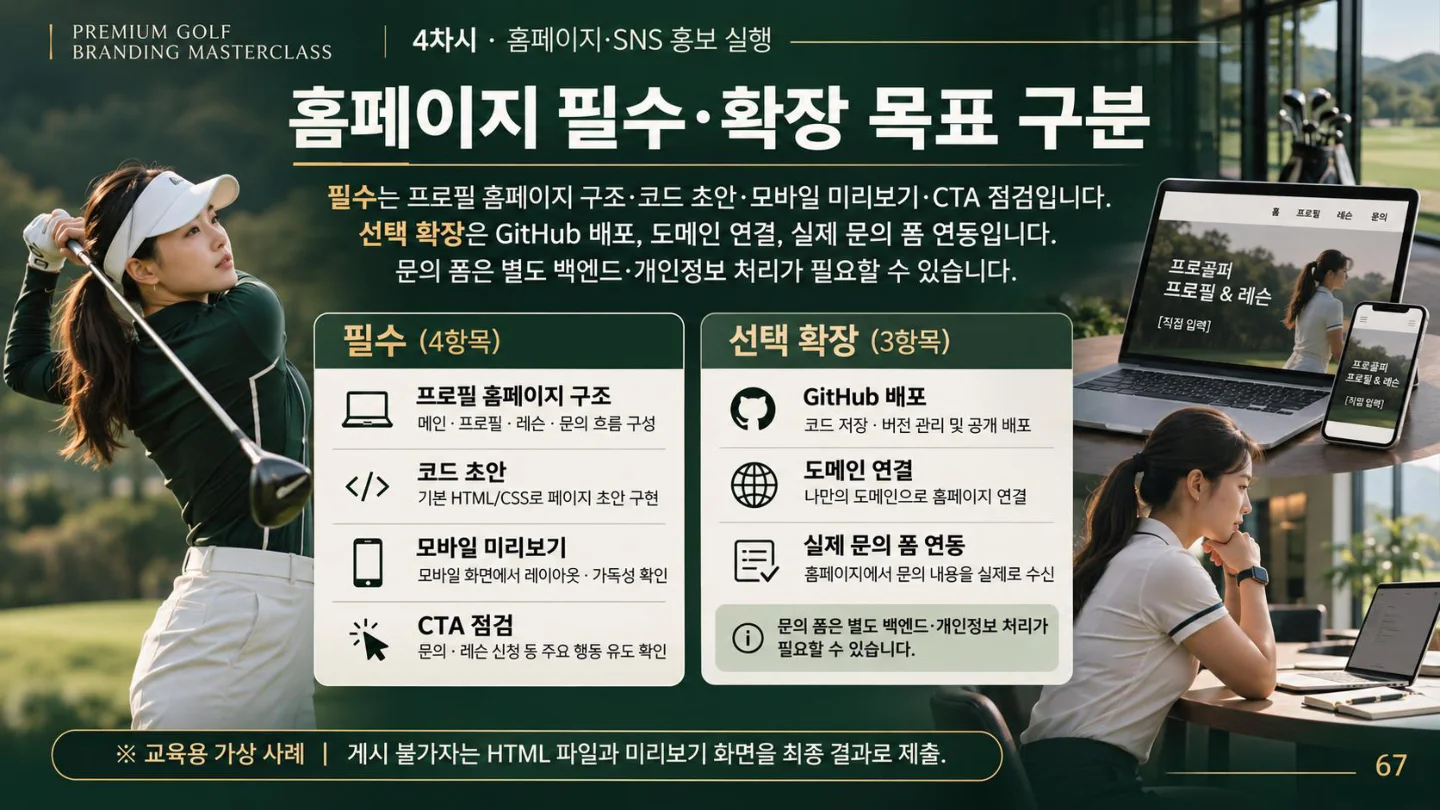 PREMIUM GOLF
BRANDING MASTERCLASS
4차시 · 홈페이지·SNS 홍보 실행
홈페이지 필수·확장 목표 구분
필수는 프로필 홈페이지 구조·코드 초안·모바일 미리보기·CTA 점검입니다.
선택 확장은 GitHub 배포, 도메인 연결, 실제 문의 폼 연동입니다.
문의 폼은 별도 백엔드·개인정보 처리가 필요할 수 있습니다.
필수 (4항목)
프로필 홈페이지 구조
메인 · 프로필 · 레슨 · 문의 흐름 구성
코드 초안
기본 HTML/CSS로 페이지 초안 구현
모바일 미리보기
모바일 화면에서 레이아웃 · 가독성 확인
CTA 점검
문의 · 레슨 신청 등 주요 행동 유도 확인
선택 확장 (3항목)
GitHub 배포
코드 저장 · 버전 관리 및 공개 배포
도메인 연결
나만의 도메인으로 홈페이지 연결
실제 문의 폼 연동
홈페이지에서 문의 내용을 실제로 수신
문의 폼은 별도 백엔드·개인정보 처리가
필요할 수 있습니다.
홈 프로필 레슨 문의
프로골퍼
프로필 & 레슨
[직접 입력]
프로골피
프로필 & 레슨
※ 교육용 가상 사례 | 게시 불가자는 HTML 파일과 미리보기 화면을 최종 결과로 제출.
67